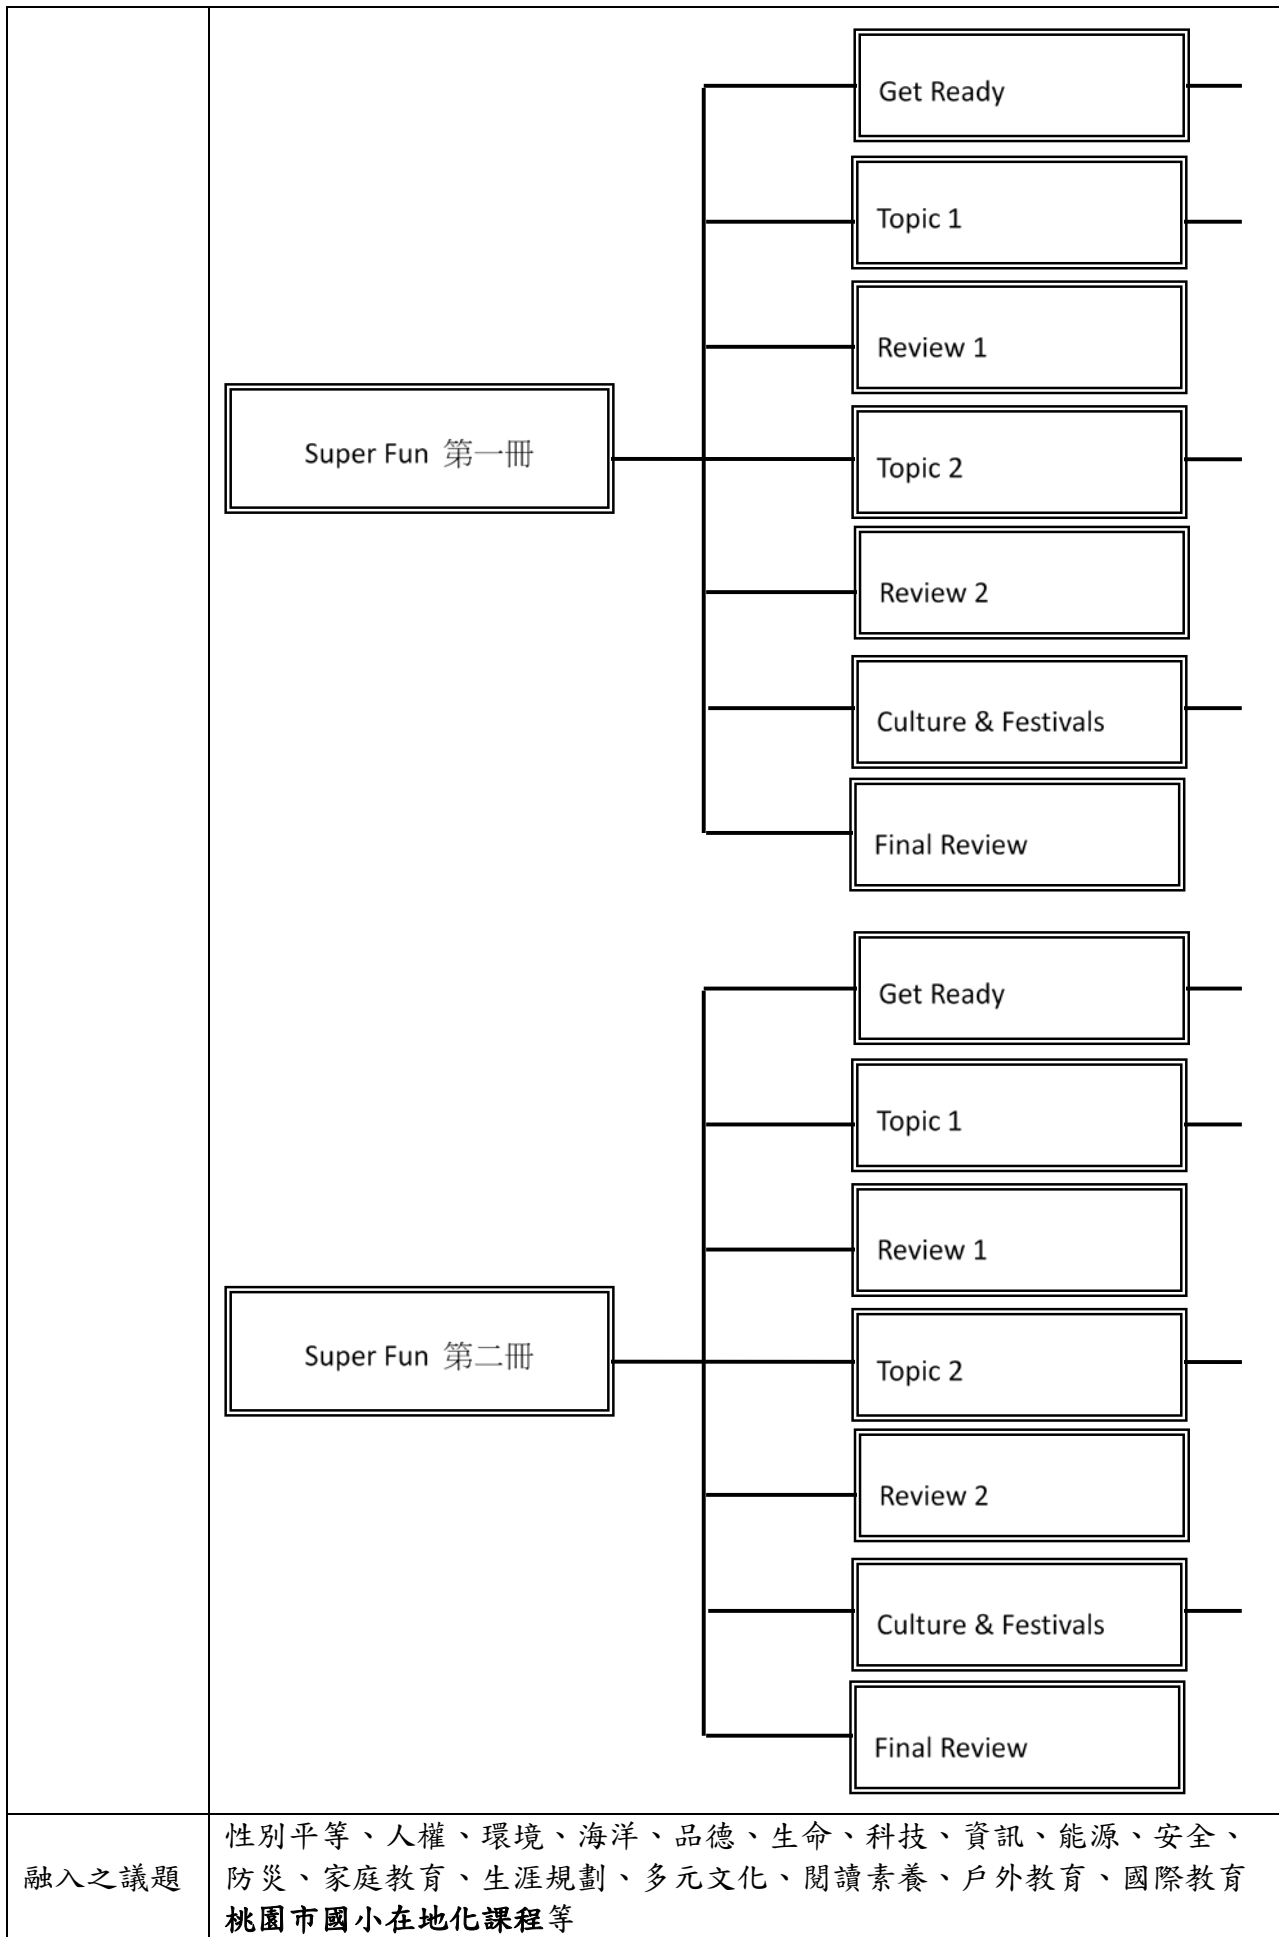 Get Ready
Topic 1
Review 1
Super Fun 第一冊
Topic 2
Review 2
Culture & Festivals
Final Review
Get Ready
Topic 1
Review 1
Super Fun 第二冊
Topic 2
Review 2
Culture & Festivals
Final Review
融入之議題
性別平等、人權、環境、海洋、品德、生命、科技、資訊、能源、安全、
防災、家庭教育、生涯規劃、多元文化、閱讀素養、戶外教育、國際教育
桃園市國小在地化課程等